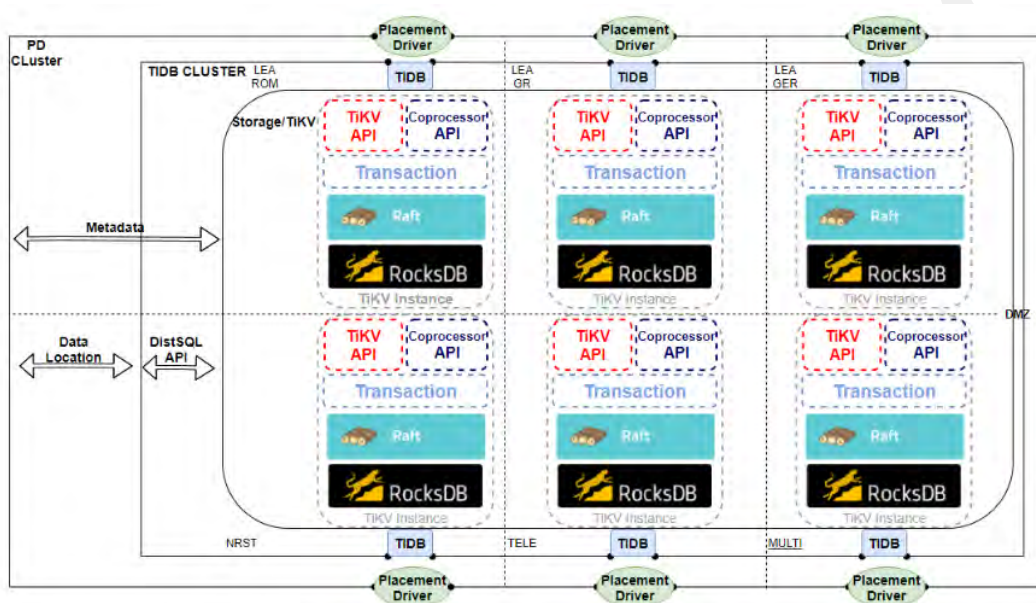 Placement
Driver
Placement
Driver
Placement
Driver
PD
CLuster
TIDB CLUSTER
LEA
ROM
TIDB
LEA
GR
TIDB
LEA
GER
TIDB
Storage/TiKV
TiKV
API
Coprocessor
API
TiKV
API
Coprocessor
API
TiKV
API
Coprocessor
API
Transaction
Transaction
Transaction
Raft
Raft
Raft
Metadata
RocksDB
RocksDB
RocksDB
TiKV Instance
TiKV Instance
TiKV Instance
DMZ
Data
Location
DistSQL
API
TiKV
API
Coprocessor
API
TiKV
API
Coprocessor
API
TiKV
API
Coprocessor
API
Transaction
Transaction
Transaction
Raft
Raft
Raft
RocksDB
RocksDB
RocksDB
TiKV Instance
TiKV Instance
TiKV Instance
NRST
TIDB
TELE
TIDB
MULTI
TIDB
Placement
Driver
Placement
Driver
Placement
Driver